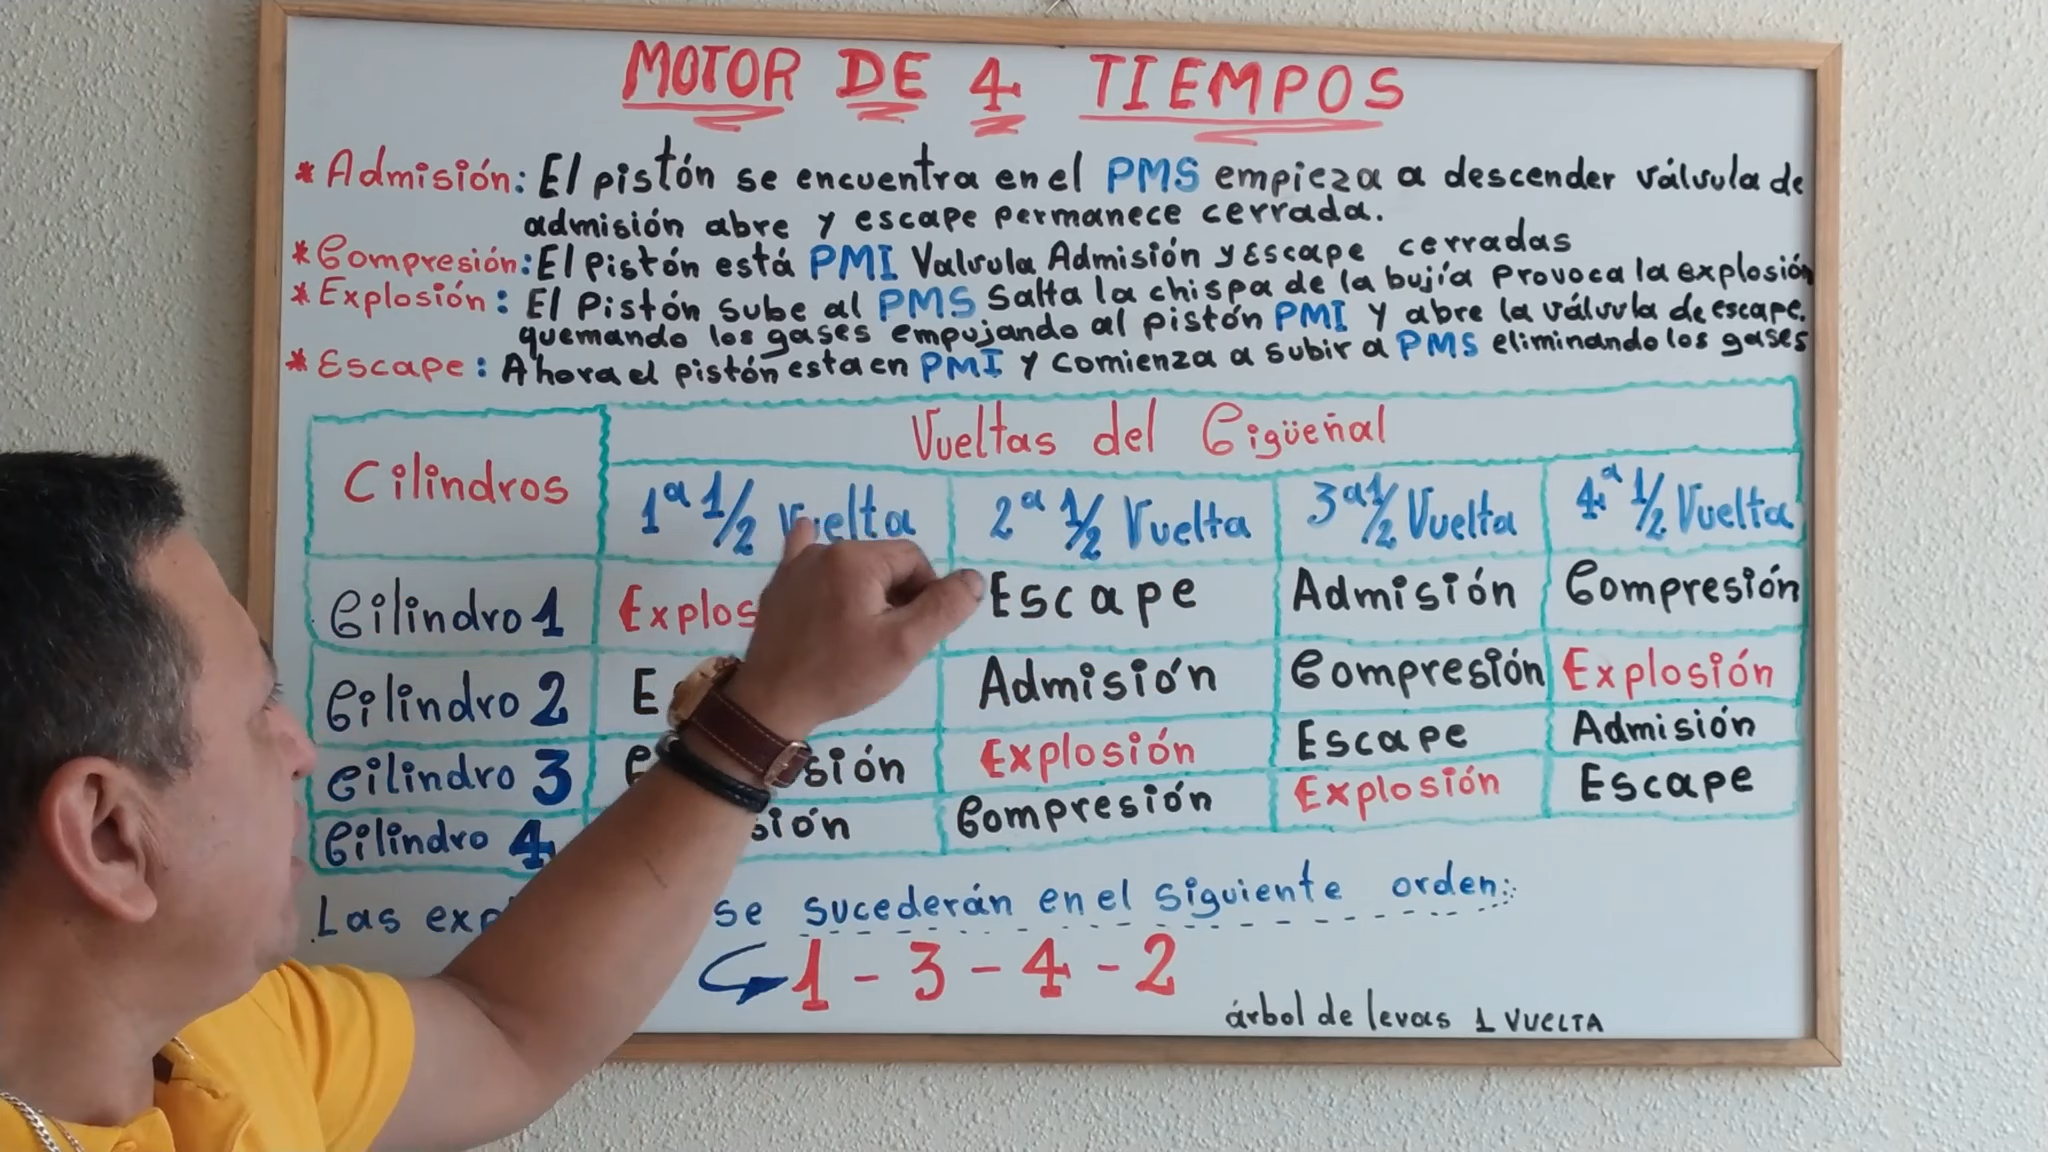 MOTOR DE 4 TIEMPOS
* Admisión: El pistón se encuentra en el PMS empieza a descender válvula de
admisión abre y escape permanece cerrada.
* Compresión: El Pistón está PMI Valvula Admisión y Escape cerradas
* Explosión: El Pistón sube al PMS Salta la chispa de la bujía Provoca la explosión
quemando los gases empujando al pistón PMI y abre la válvula de escape.
* Escape: Ahora el pistón esta en PMI y comienza a subir a PMS eliminando los gases
Cilindros
Vueltas del Cigüeñal
1ª 1/2 Vuelta 2ª 1/2 Vuelta 3ª 1/2 Vuelta 4ª 1/2 Vuelta
Cilindro 1 Escape Admisión Compresión
Cilindro 2 Admisión Compresión Explosión
Cilindro 3 Explosión Escape Admisión
Cilindro 4 Compresión Explosión Escape
Las se sucederán en el siguiente orden:
1 - 3 - 4 - 2
árbol de levas 1 VUELTA